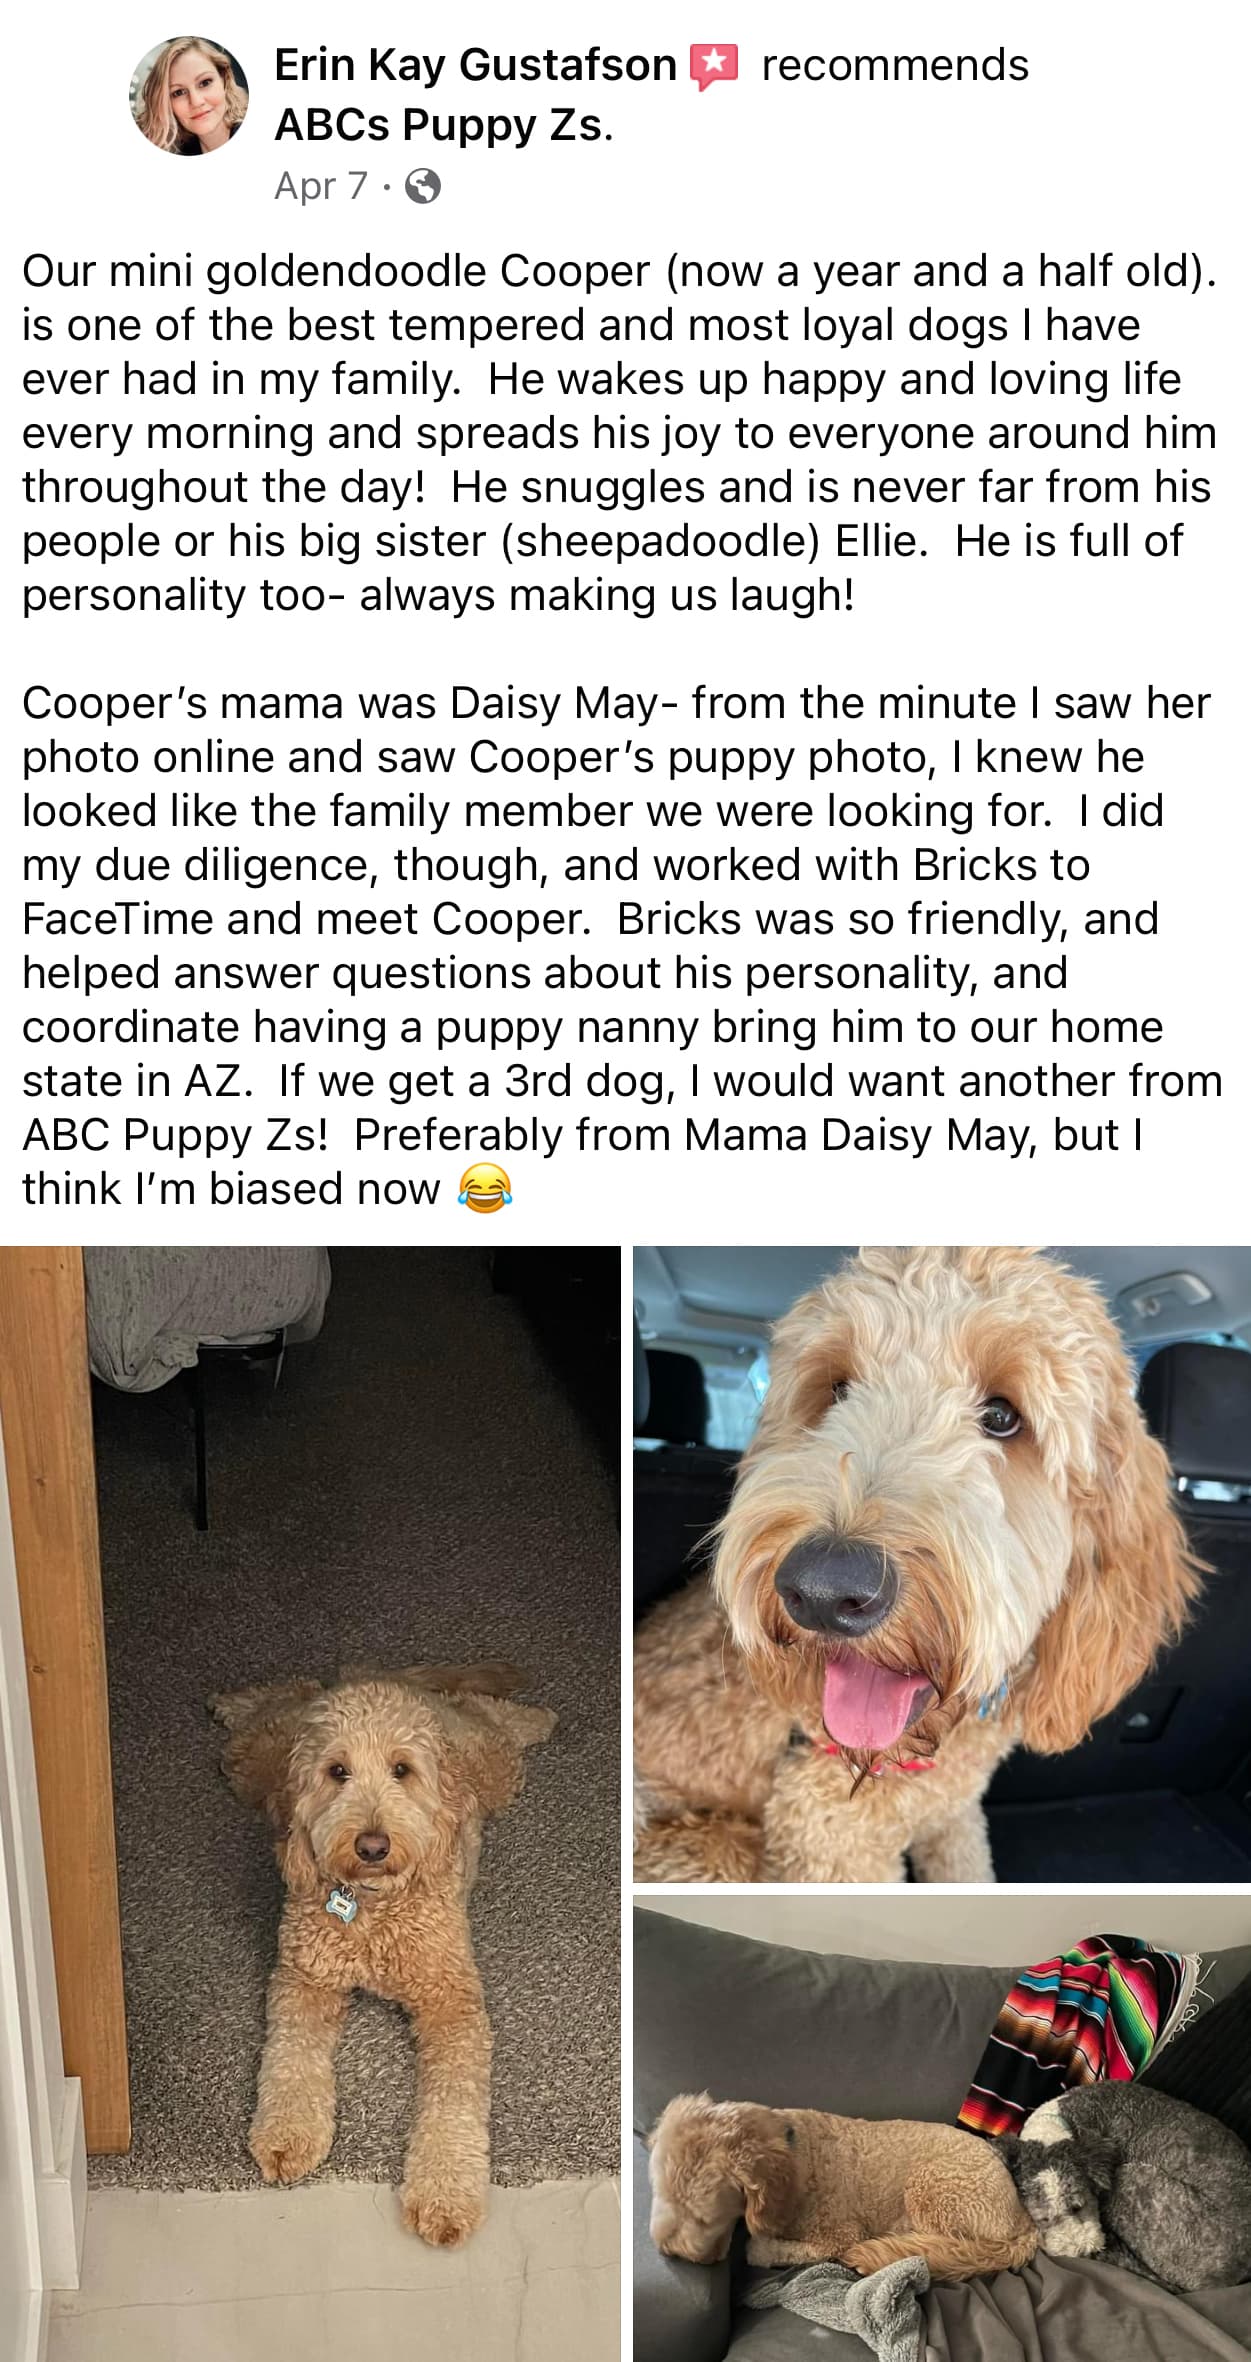 Erin Kay Gustafson recommends
ABCs Puppy Zs.
Apr 7 ·
Our mini goldendoodle Cooper (now a year and a half old).
is one of the best tempered and most loyal dogs I have
ever had in my family.  He wakes up happy and loving life
every morning and spreads his joy to everyone around him
throughout the day!  He snuggles and is never far from his
people or his big sister (sheepadoodle) Ellie.  He is full of
personality too- always making us laugh!
Cooper’s mama was Daisy May- from the minute I saw her
photo online and saw Cooper’s puppy photo, I knew he
looked like the family member we were looking for.  I did
my due diligence, though, and worked with Bricks to
FaceTime and meet Cooper.  Bricks was so friendly, and
helped answer questions about his personality, and
coordinate having a puppy nanny bring him to our home
state in AZ.  If we get a 3rd dog, I would want another from
ABC Puppy Zs!  Preferably from Mama Daisy May, but I
think I’m biased now 😂